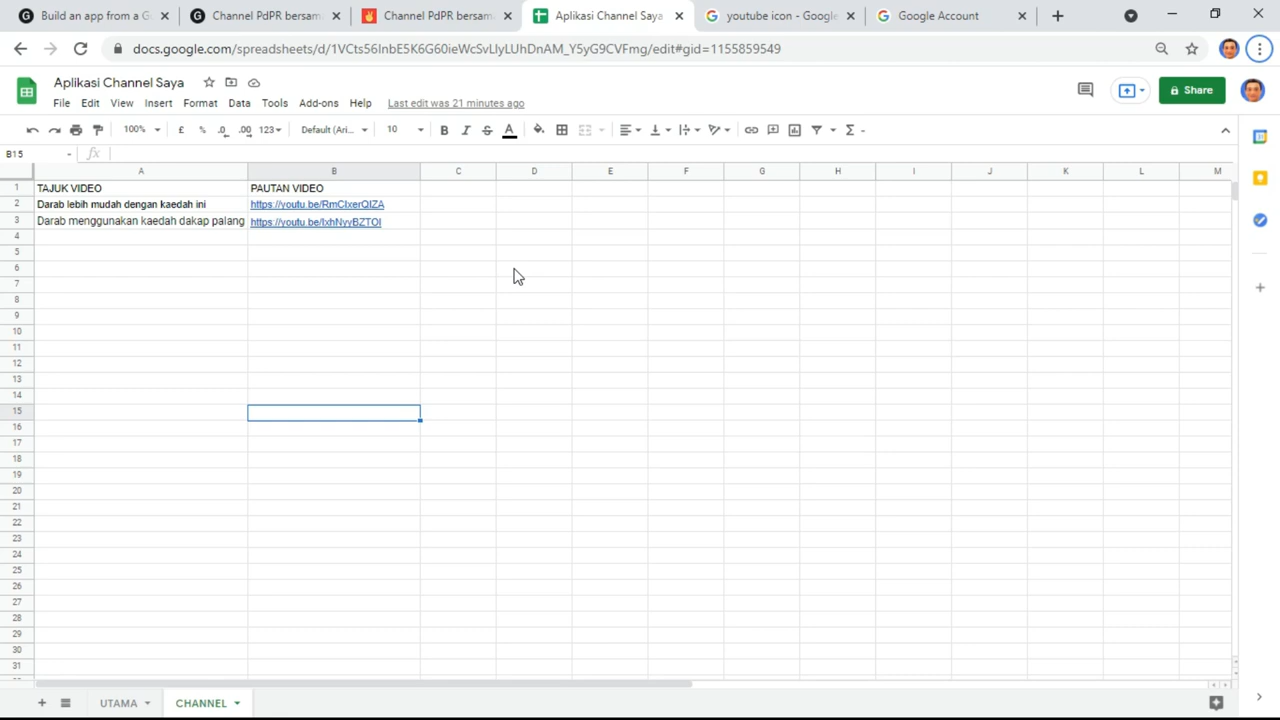 Build an app from a G
Channel PdPR bersam
Channel PdPR bersam
Aplikasi Channel Saya
youtube icon - Google
Google Account
docs.google.com/spreadsheets/d/1VCts56InbE5K6G60ieWcSvLlyLUhDnAM_Y5yG9CVFmg/edit#gid=1155859549
Aplikasi Channel Saya
File Edit View Insert Format Data Tools Add-ons Help Last edit was 21 minutes ago
Share
100% £ % .0 .00 123 Default (Ari... 10 B I S A
B15 fx
A B C D E F G H I J K L M
1 TAJUK VIDEO PAUTAN VIDEO
2 Darab lebih mudah dengan kaedah ini https://youtu.be/RmCIxerQIZA
3 Darab menggunakan kaedah dakap palang https://youtu.be/IxhNyyBZTOI
4
5
6
7
8
9
10
11
12
13
14
15
16
17
18
19
20
21
22
23
24
25
26
27
28
29
30
31
UTAMA CHANNEL